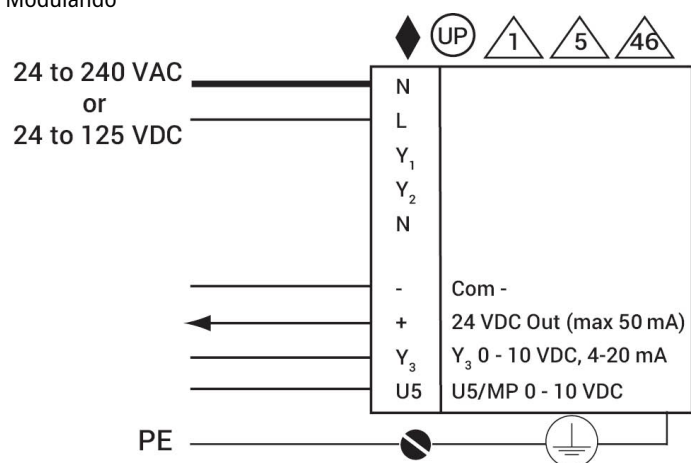 Modulando
UP 1 5 46
24 to 240 VAC
or
24 to 125 VDC
N
L
Y1
Y2
N
- Com -
+ 24 VDC Out (max 50 mA)
Y3 Y3 0 - 10 VDC, 4-20 mA
U5 U5/MP 0 - 10 VDC
PE